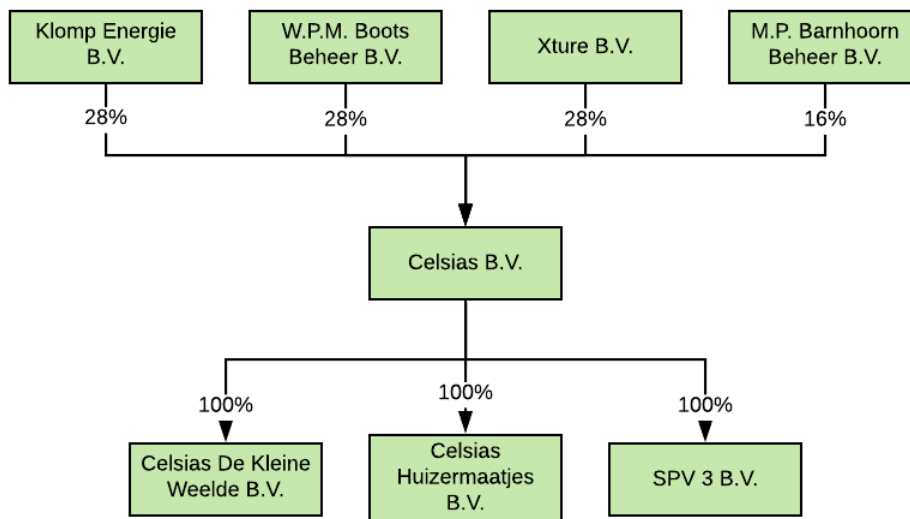 Klomp Energie
B.V.
W.P.M. Boots
Beheer B.V.
Xture B.V.
M.P. Barnhoorn
Beheer B.V.
28%
28%
28%
16%
Celsias B.V.
100%
100%
100%
Celsias De Kleine
Weelde B.V.
Celsias
Huizermaatjes
B.V.
SPV 3 B.V.